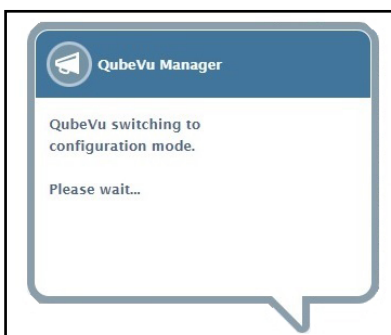 QubeVu Manager
QubeVu switching to
configuration mode.
Please wait...